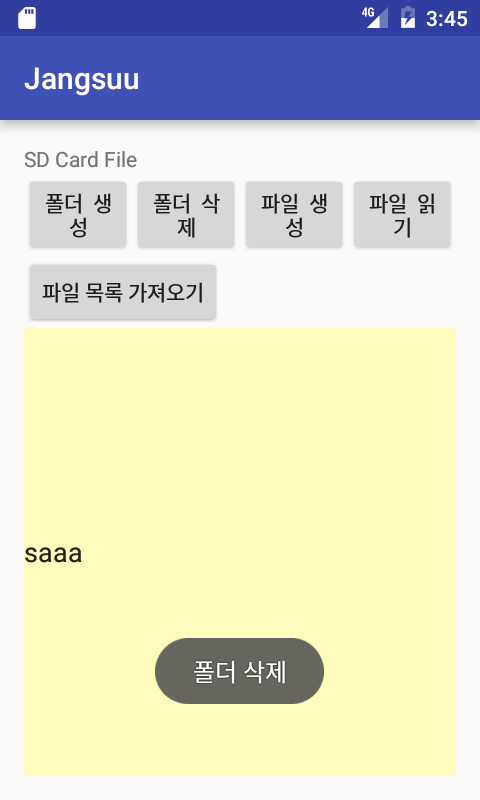 4G 3:45
Jangsuu
SD Card File
폴더 생
성
폴더 삭
제
파일 생
성
파일 읽
기
파일 목록 가져오기
saaa
폴더 삭제